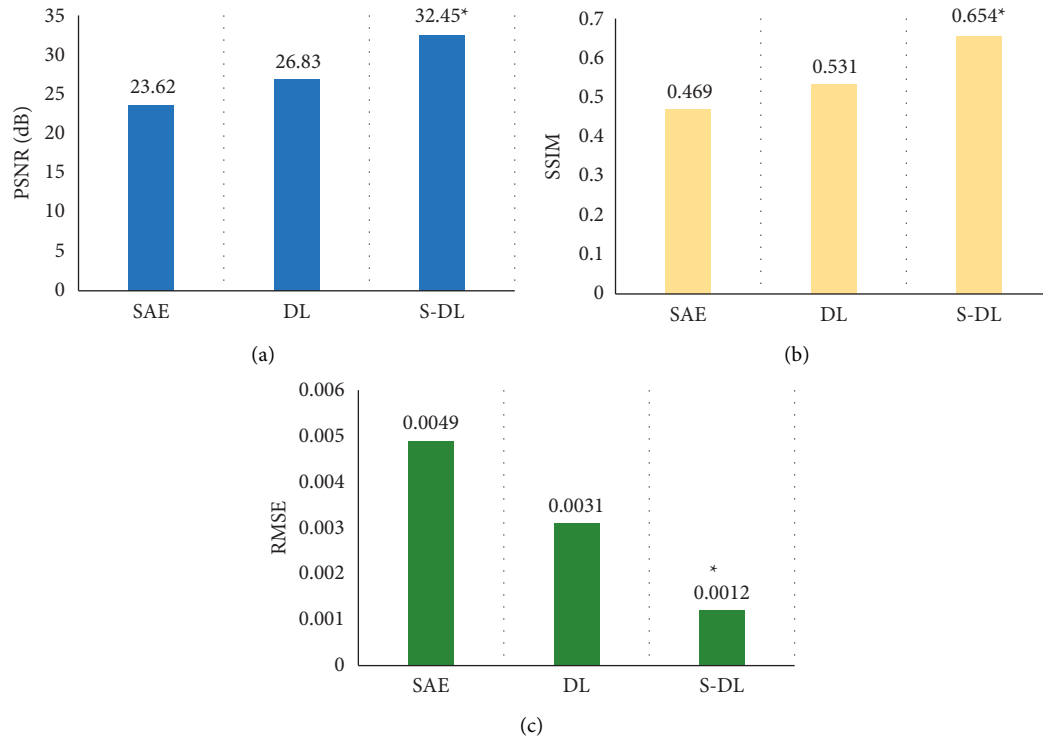 PSNR (dB)
35
30
25
20
15
10
5
0
23.62
26.83
32.45*
SAE
DL
S-DL
(a)
SSIM
0.7
0.6
0.5
0.4
0.3
0.2
0.1
0
0.469
0.531
0.654*
SAE
DL
S-DL
(b)
RMSE
0.006
0.005
0.004
0.003
0.002
0.001
0
0.0049
0.0031
*
0.0012
SAE
DL
S-DL
(c)